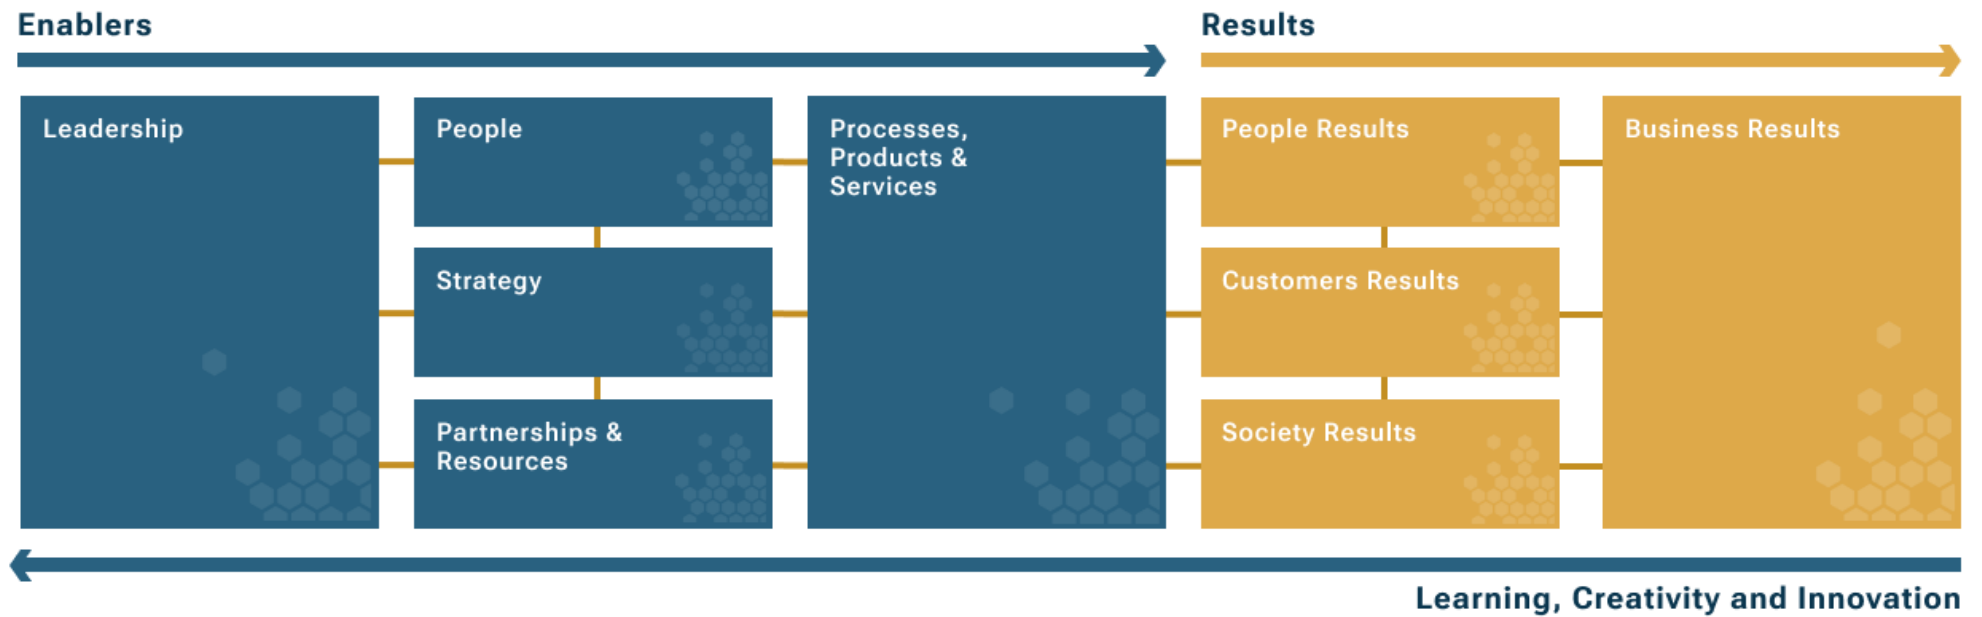 Enablers
Results
Leadership
People
Processes,
Products &
Services
People Results
Business Results
Strategy
Customers Results
Partnerships &
Resources
Society Results
Learning, Creativity and Innovation